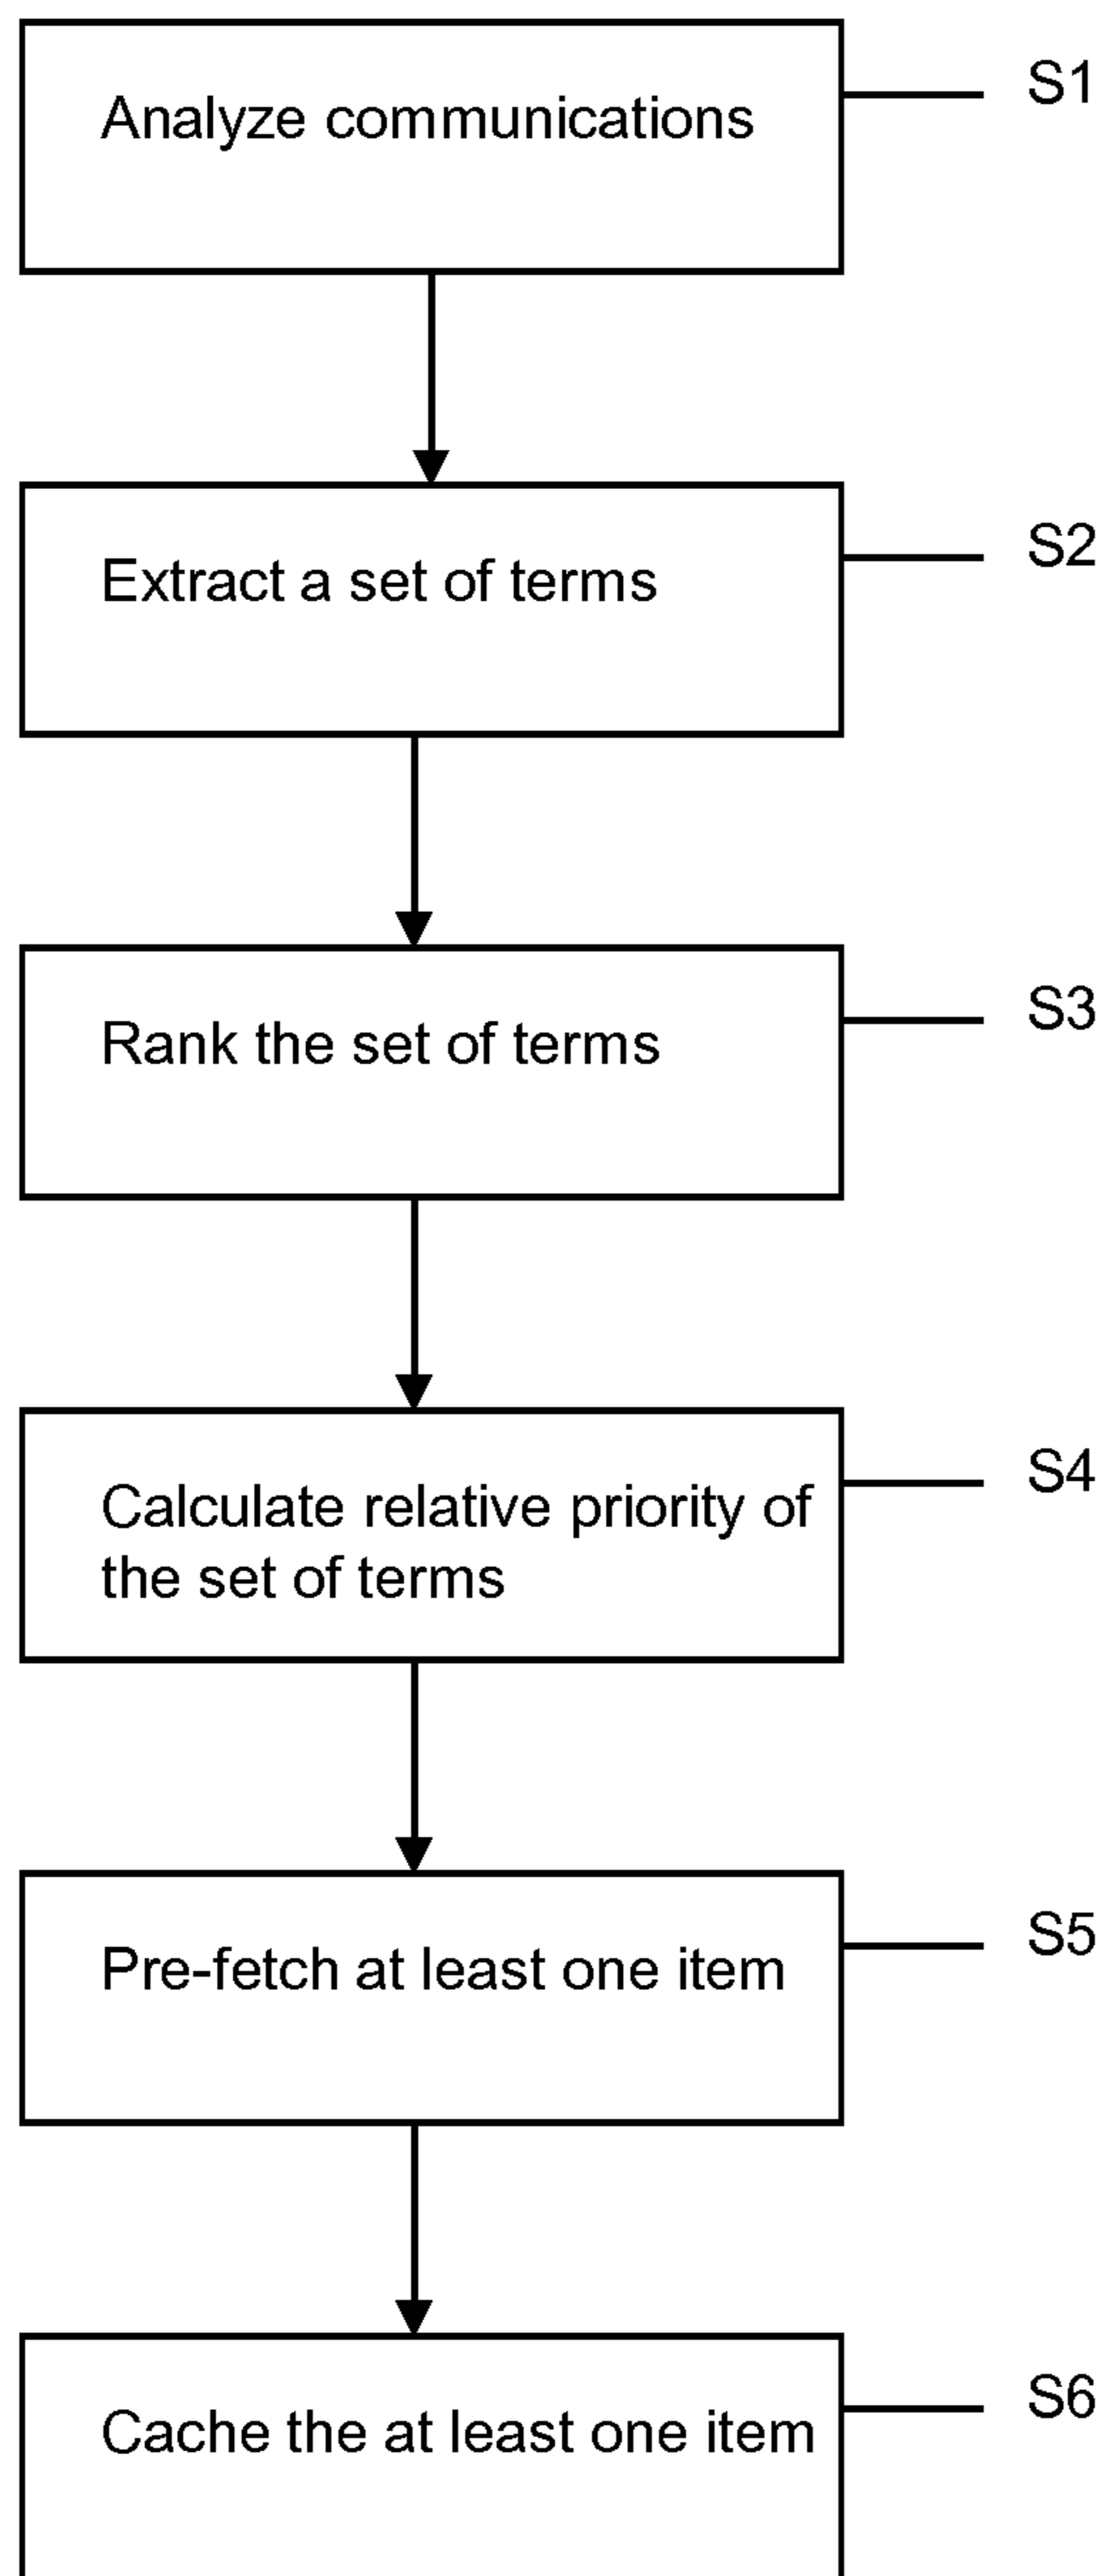 Analyze communications
S1
Extract a set of terms
S2
Rank the set of terms
S3
Calculate relative priority of
the set of terms
S4
Pre-fetch at least one item
S5
Cache the at least one item
S6